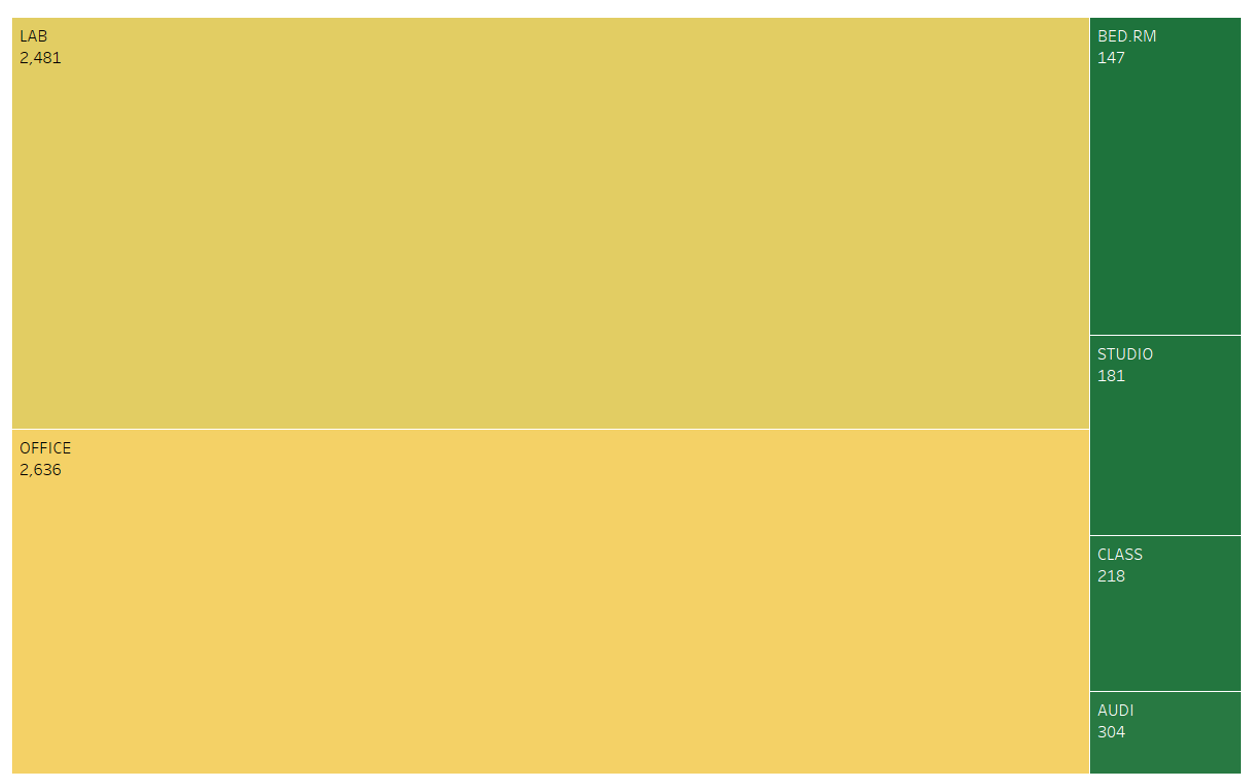 LAB
2,481
OFFICE
2,636
BED.RM
147
STUDIO
181
CLASS
218
AUDI
304